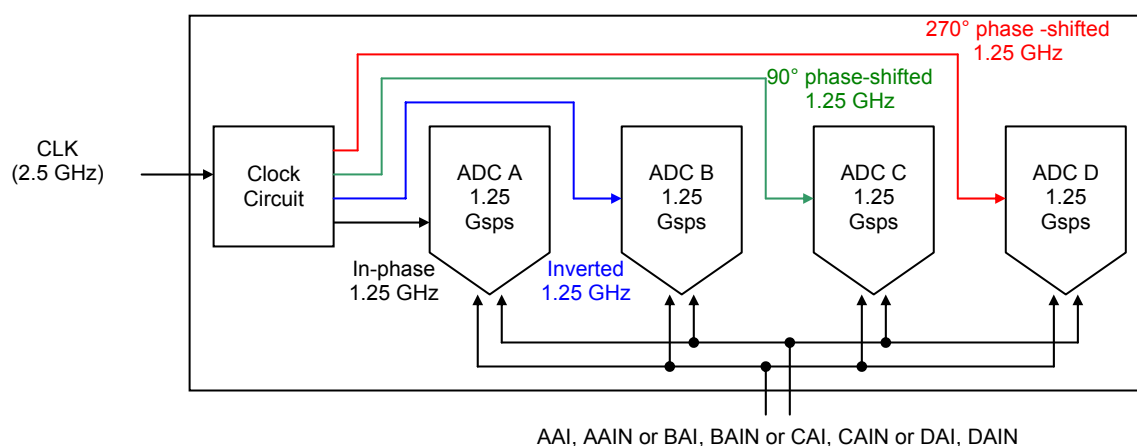 270° phase -shifted
1.25 GHz
90° phase-shifted
1.25 GHz
CLK
(2.5 GHz)
Clock
Circuit
ADC A
1.25
Gsps
ADC B
1.25
Gsps
ADC C
1.25
Gsps
ADC D
1.25
Gsps
In-phase
1.25 GHz
Inverted
1.25 GHz
AAI, AAIN or BAI, BAIN or CAI, CAIN or DAI, DAIN